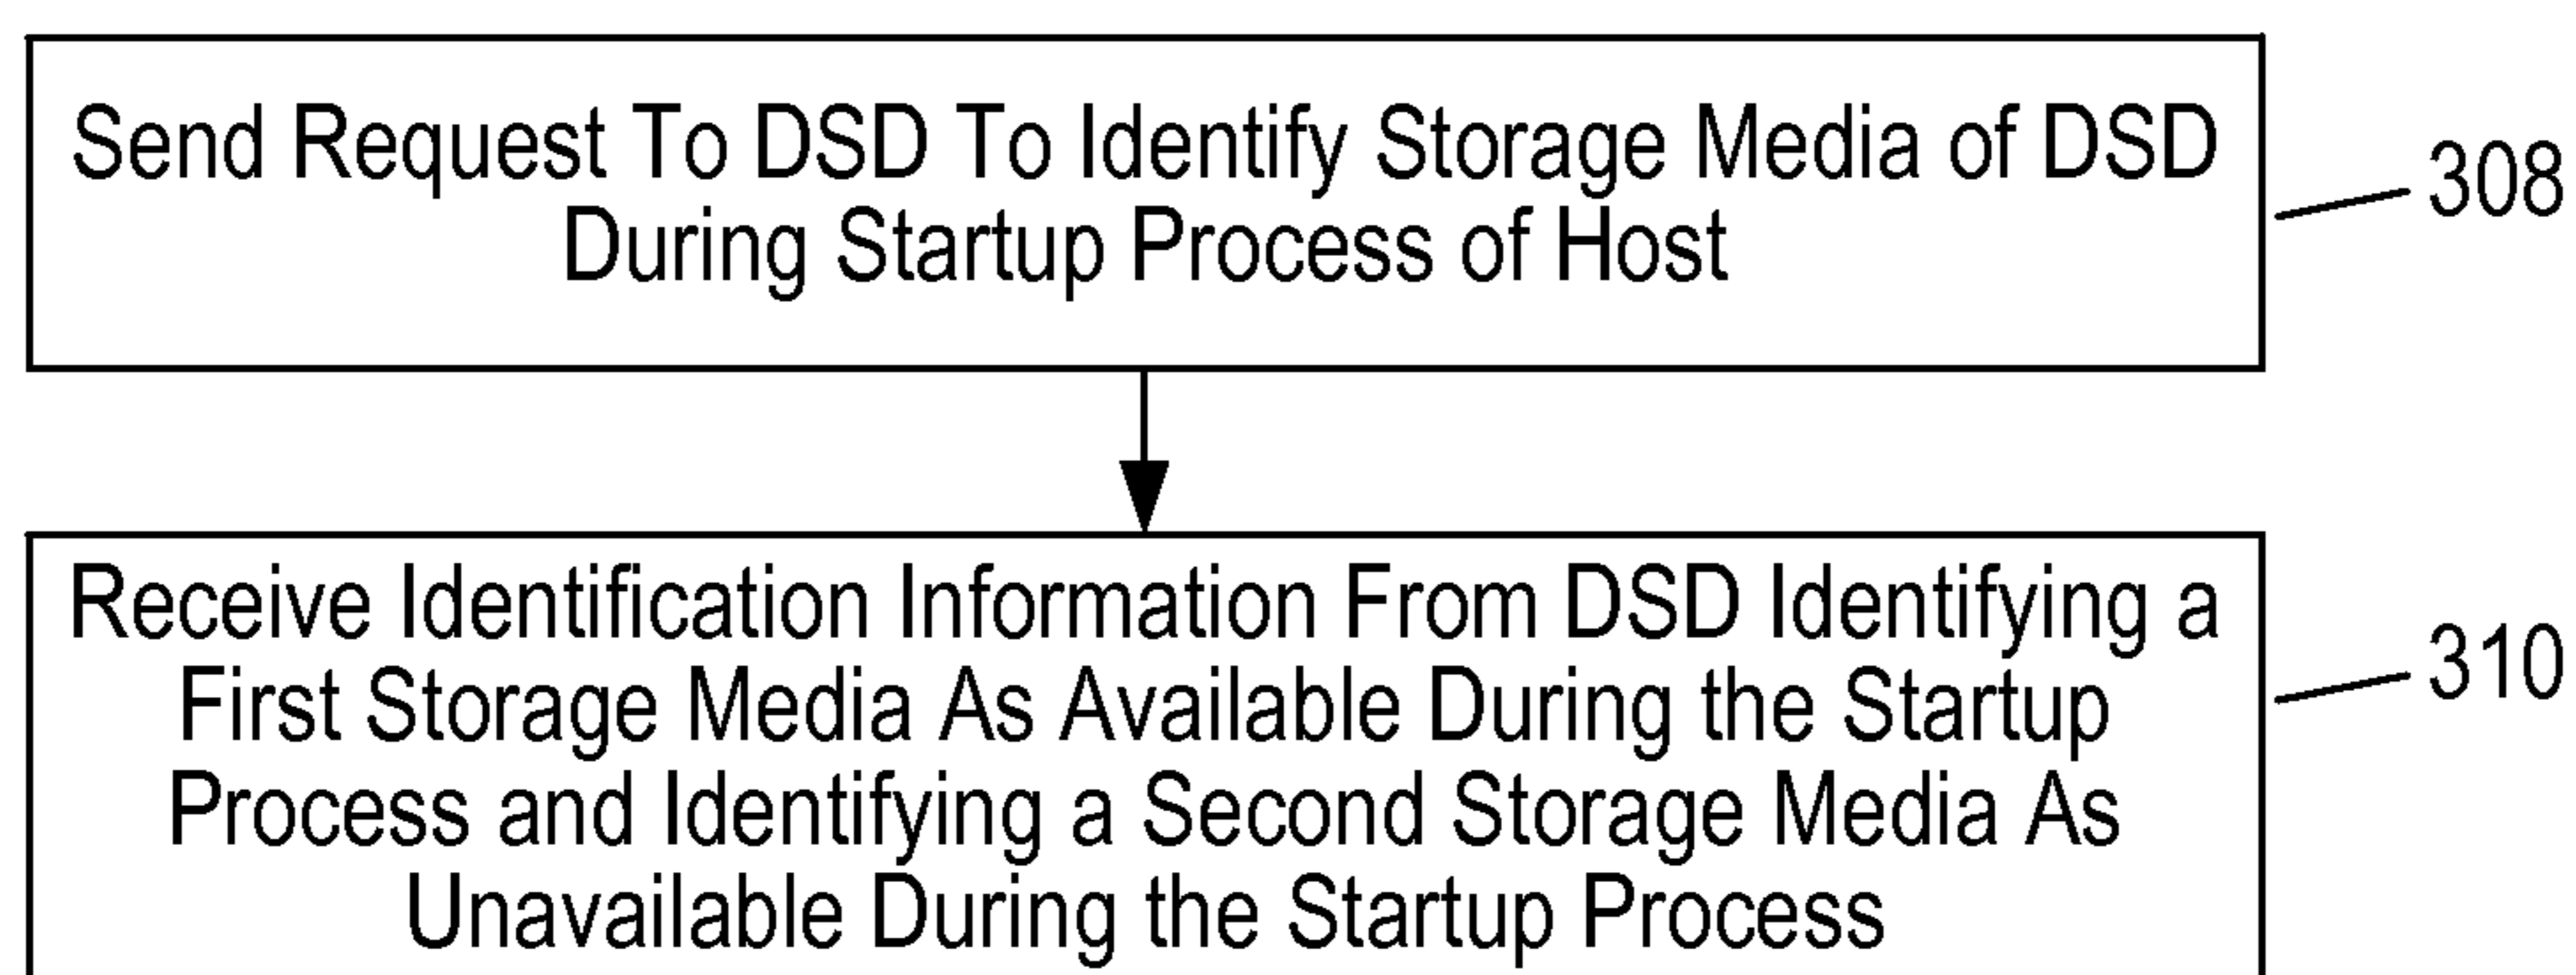 Send Request To DSD To Identify Storage Media of DSD
During Startup Process of Host
308
Receive Identification Information From DSD Identifying a
First Storage Media As Available During the Startup
Process and Identifying a Second Storage Media As
Unavailable During the Startup Process
310